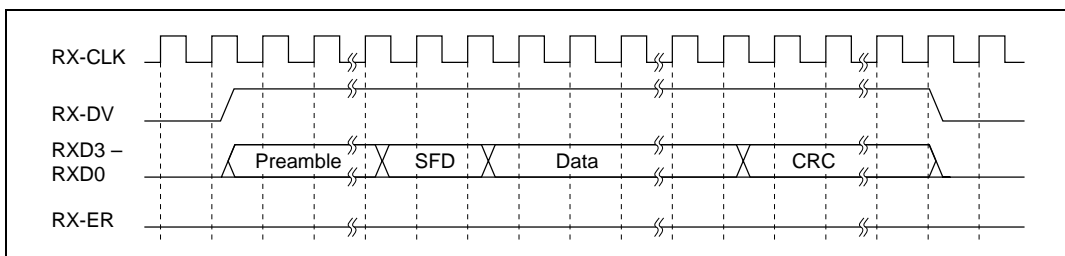 RX-CLK
RX-DV
RXD3 –
RXD0
Preamble SFD Data CRC
RX-ER